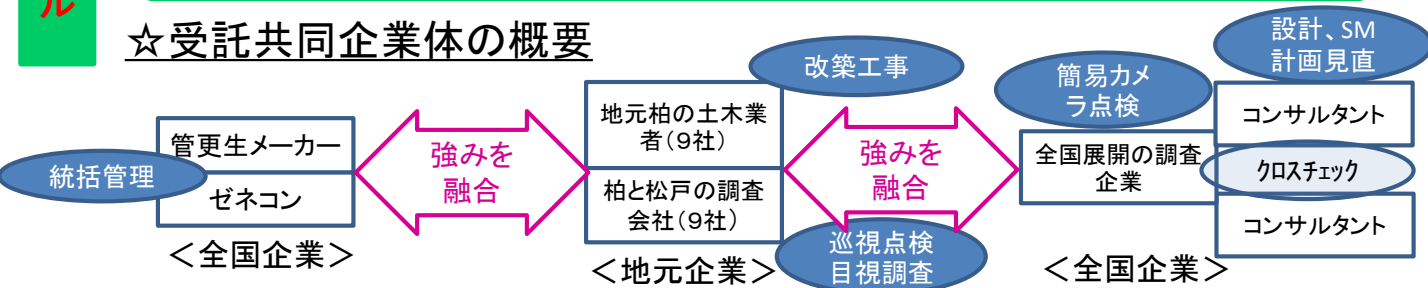 ル
☆受託共同企業体の概要
統括管理
管更生メーカー
ゼネコン
＜全国企業＞
強みを
融合
地元柏の土木業
者（9社）
柏と松戸の調査
会社（9社）
＜地元企業＞
改築工事
巡視点検
目視調査
強みを
融合
簡易カメ
ラ点検
全国展開の調査
企業
設計、SM
計画見直
コンサルタント
クロスチェック
コンサルタント
＜全国企業＞